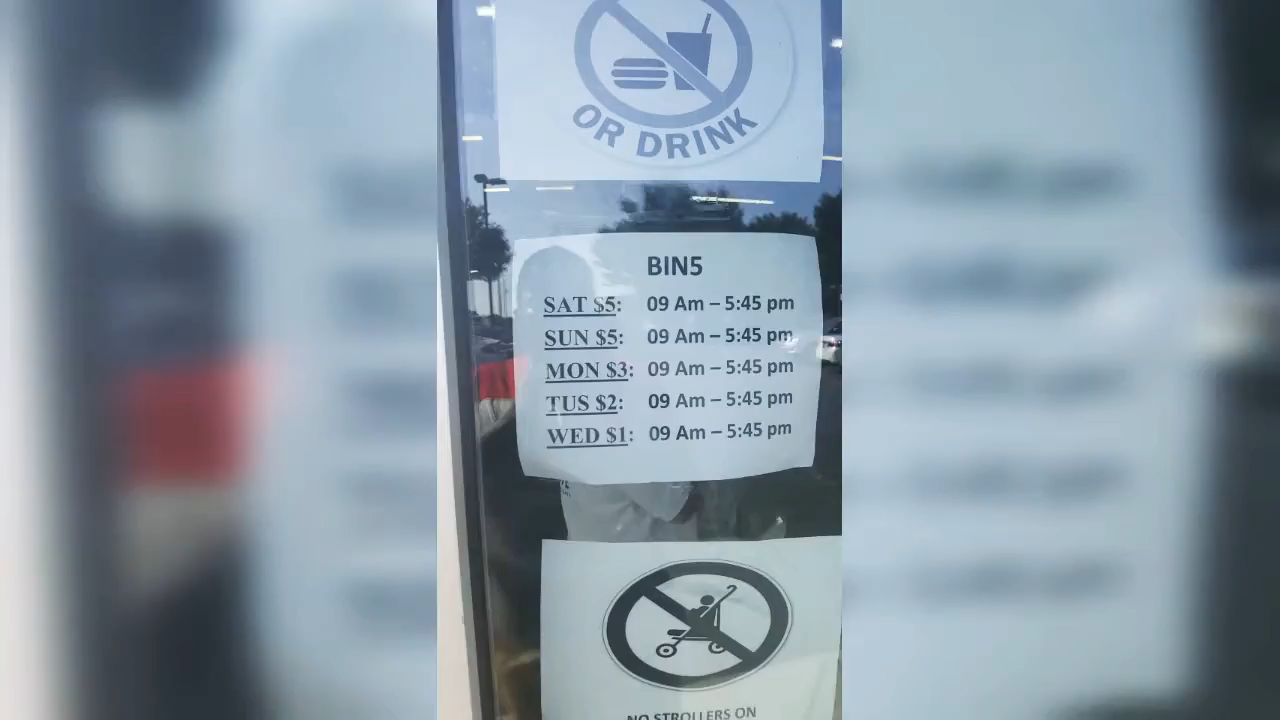 OR DRINK
BIN5
SAT $5: 09 Am – 5:45 pm
SUN $5: 09 Am – 5:45 pm
MON $3: 09 Am – 5:45 pm
TUS $2: 09 Am – 5:45 pm
WED $1: 09 Am – 5:45 pm
NO STROLLERS ON